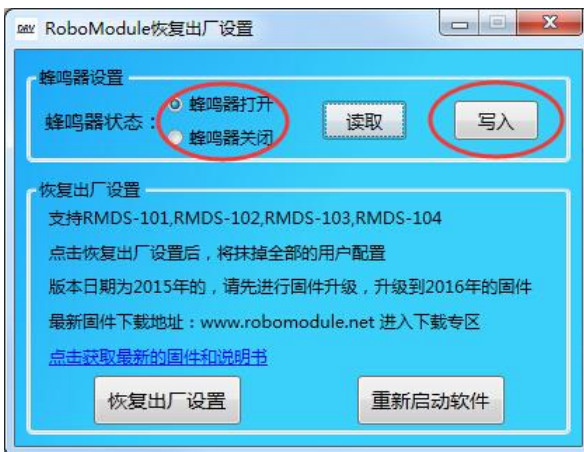 DRV RoboModule恢复出厂设置
蜂鸣器设置
蜂鸣器状态：
蜂鸣器打开
蜂鸣器关闭
读取
写入
恢复出厂设置
支持RMDS-101,RMDS-102,RMDS-103,RMDS-104
点击恢复出厂设置后，将抹掉全部的用户配置
版本日期为2015年的，请先进行固件升级，升级到2016年的固件
最新固件下载地址：www.robomodule.net 进入下载专区
点击获取最新的固件和说明书
恢复出厂设置
重新启动软件